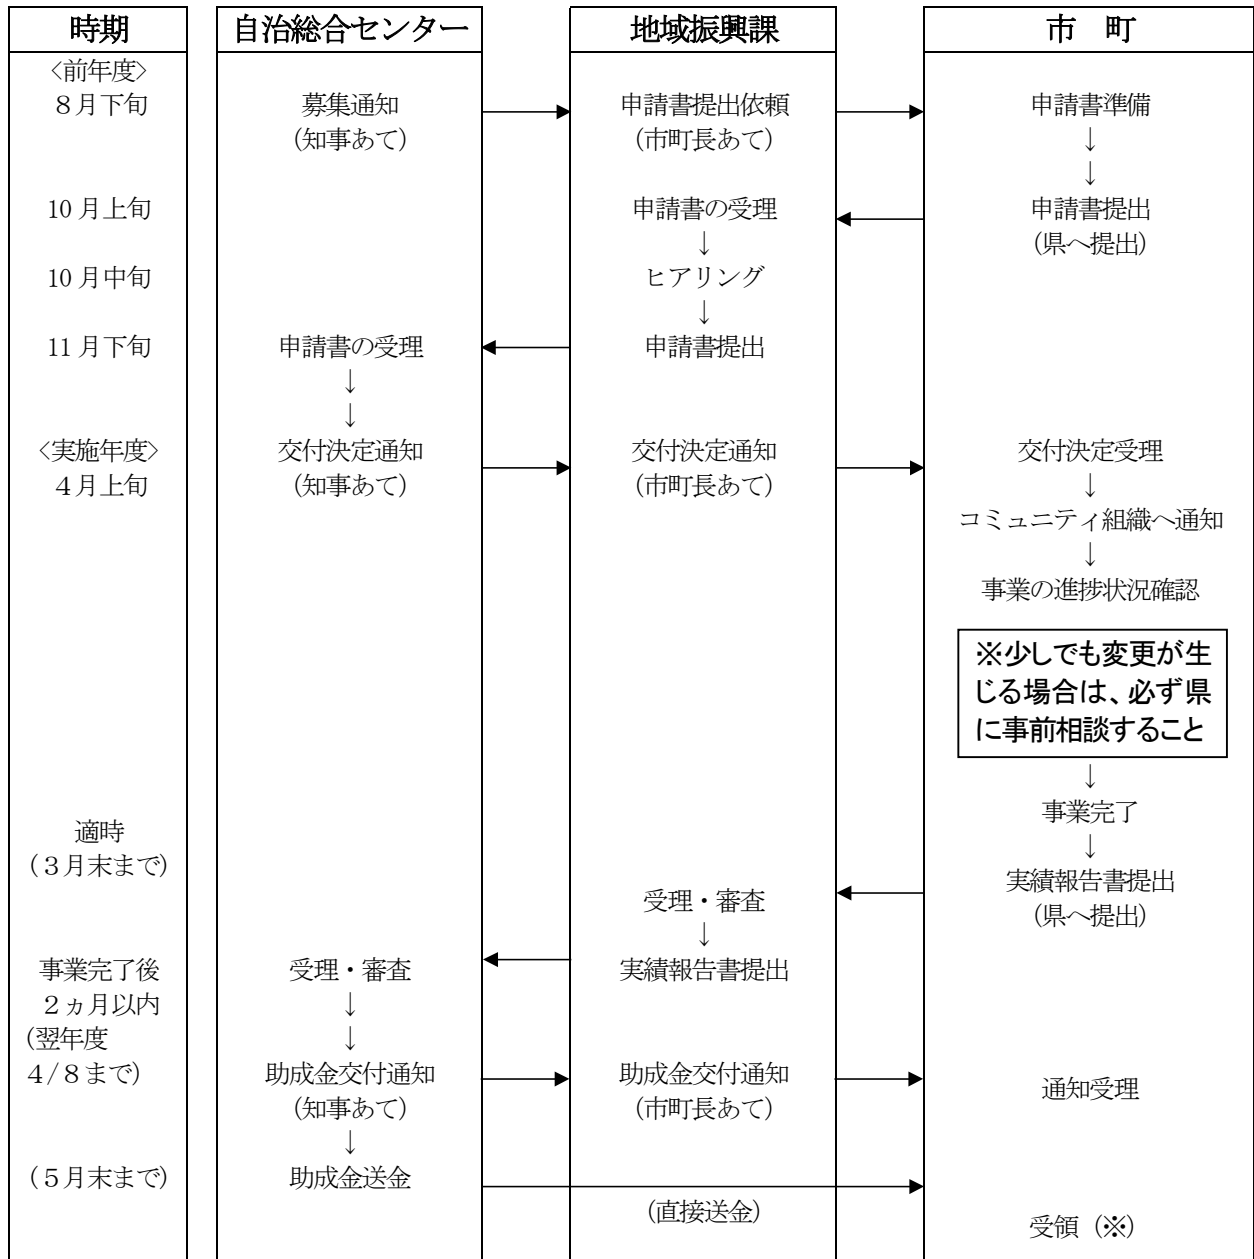 時期 自治総合センター 地域振興課 市　町
〈前年度〉
８月下旬 募集通知 申請書提出依頼 申請書準備
(知事あて) (市町長あて) ↓
↓
10月上旬 申請書の受理 申請書提出
↓ (県へ提出)
10月中旬 ヒアリング
↓
11月下旬 申請書の受理 申請書提出
↓
↓
〈実施年度〉 交付決定通知 交付決定通知 交付決定受理
４月上旬 (知事あて) (市町長あて) ↓
コミュニティ組織へ通知
↓
事業の進捗状況確認
※少しでも変更が生
じる場合は、必ず県
に事前相談すること
↓
事業完了
適時 ↓
(３月末まで) 実績報告書提出
受理・審査 (県へ提出)
↓
事業完了後 受理・審査 実績報告書提出
２ヵ月以内 ↓
(翌年度 ↓
４/８まで) 助成金交付通知 助成金交付通知 通知受理
(知事あて) (市町長あて)
↓
(５月末まで) 助成金送金
(直接送金) 受領（※）